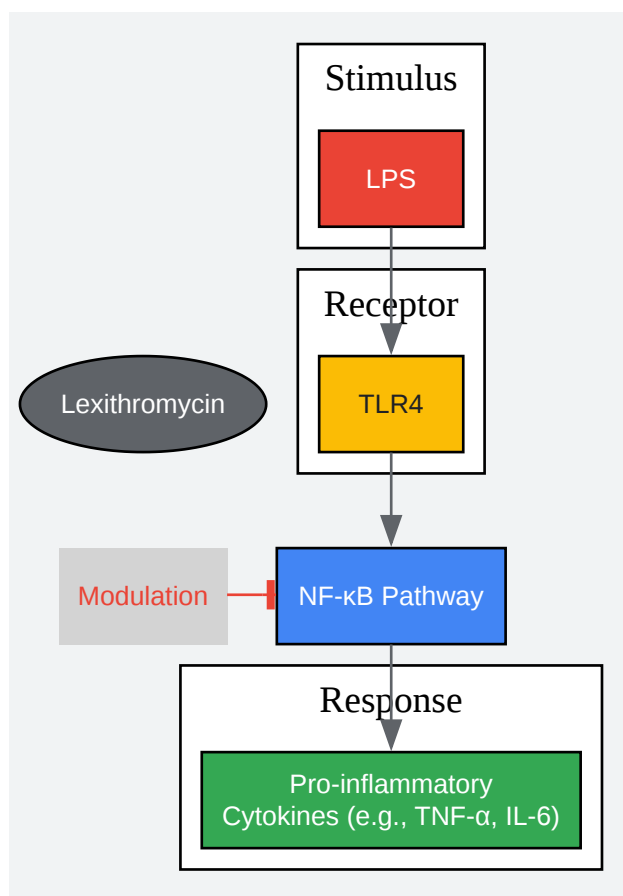 Stimulus
LPS
Receptor
Lexithromycin
TLR4
Modulation
NF-κB Pathway
Response
Pro-inflammatory
Cytokines (e.g., TNF-α, IL-6)